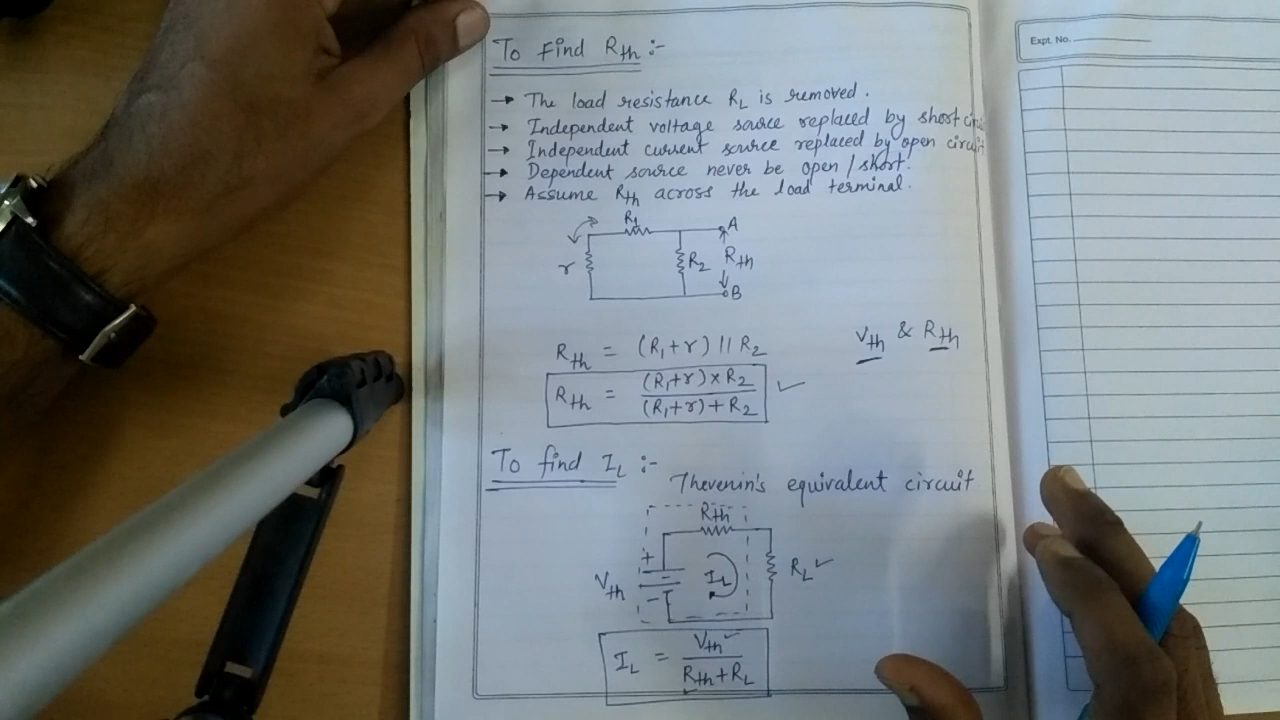 To Find Rth :-
→ The load resistance RL is removed.
→ Independent voltage source replaced by short circ
→ Independent current source replaced by open circuit
→ Dependent source never be open / short.
→ Assume Rth across the load terminal.
R1
A
r
R2
Rth
B
Rth = (R1+r) || R2
Vth & Rth
Rth = (R1+r)×R2 / (R1+r)+R2 ✓
To find IL :-
Thevenin's equivalent circuit
Rth
+
Vth
-
IL
RL ✓
IL = Vth ✓ / Rth+RL
Expt. No.